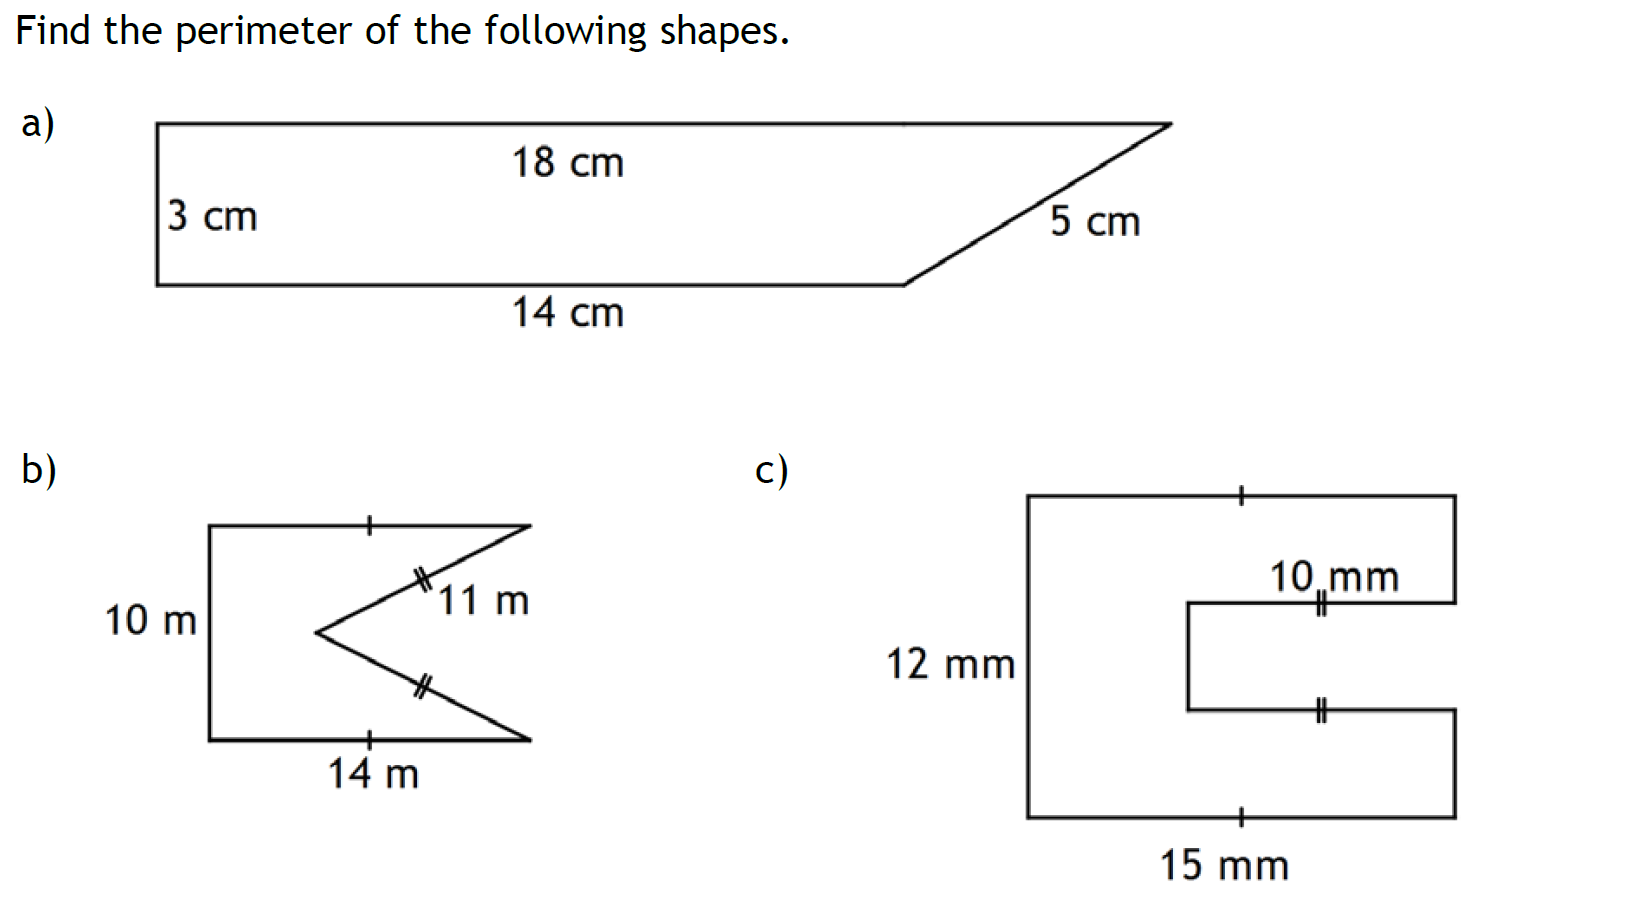 Find the perimeter of the following shapes.
a)
18 cm
3 cm
5 cm
14 cm
b)
c)
10 m
11 m
14 m
10 mm
12 mm
15 mm